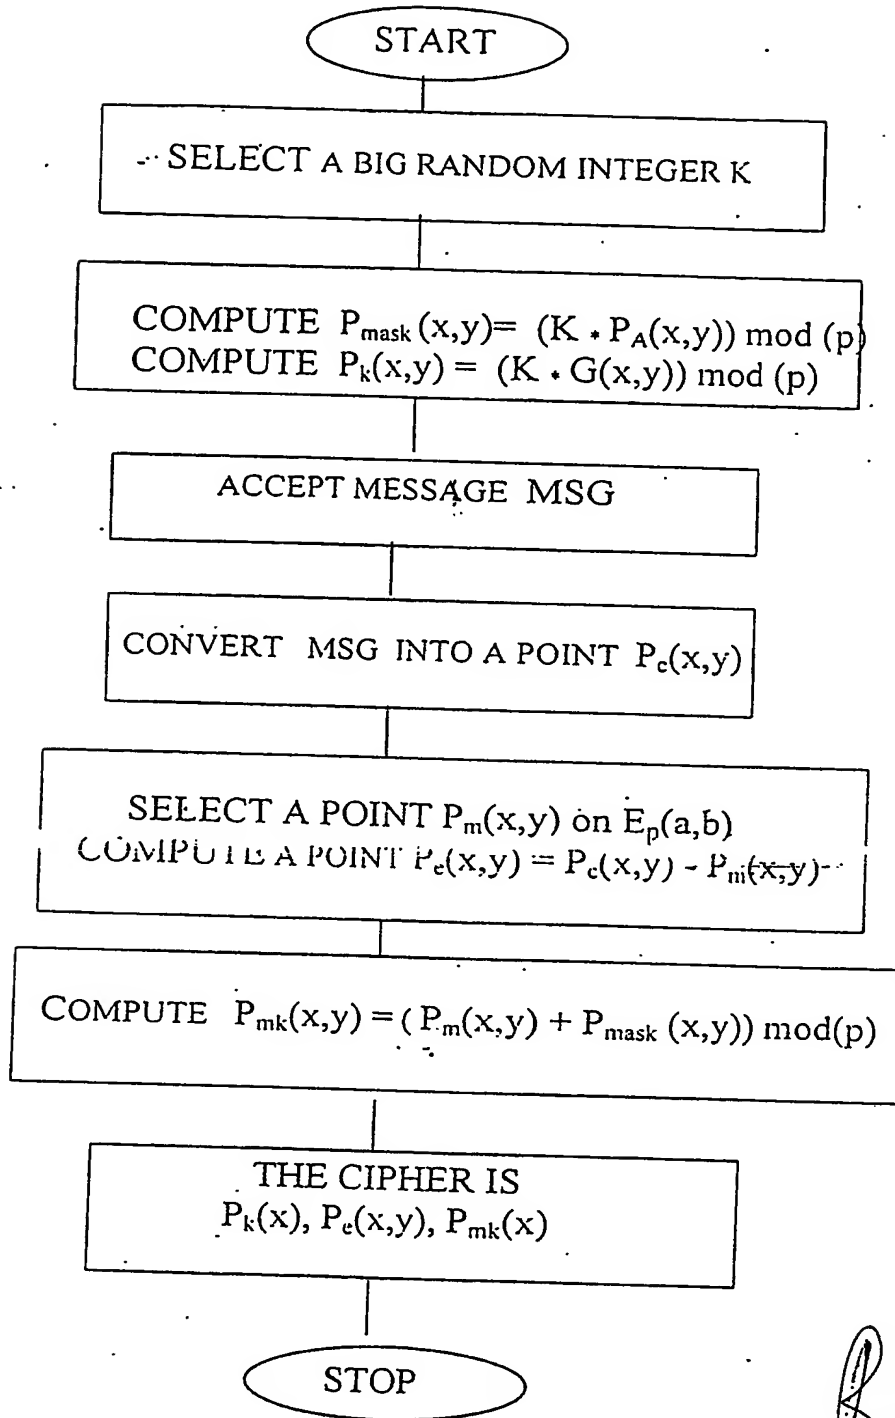 START
SELECT A BIG RANDOM INTEGER K
COMPUTE P_mask (x,y)= (K * P_A(x,y)) mod (p)
COMPUTE P_k(x,y) = (K * G(x,y)) mod (p)
ACCEPT MESSAGE MSG
CONVERT MSG INTO A POINT P_c(x,y)
SELECT A POINT P_m(x,y) on E_p(a,b)
COMPUTE A POINT P_e(x,y) = P_c(x,y) - P_m(x,y)
COMPUTE P_mk(x,y) = ( P_m(x,y) + P_mask (x,y)) mod(p)
THE CIPHER IS
P_k(x), P_e(x,y), P_mk(x)
STOP